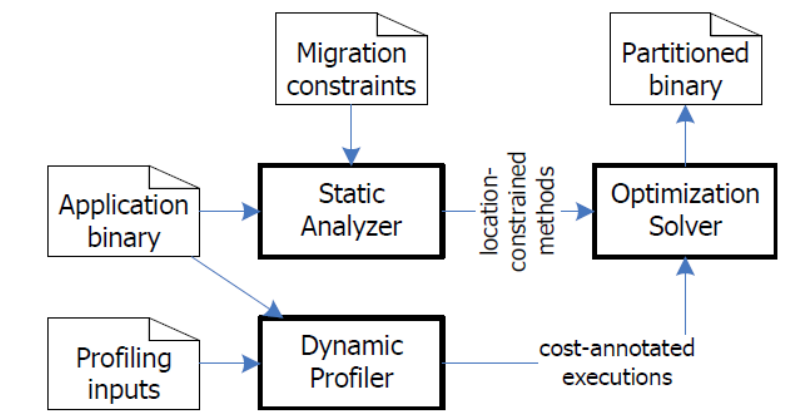 Migration
constraints
Partitioned
binary
Application
binary
Static
Analyzer
location-
constrained
methods
Optimization
Solver
Profiling
inputs
Dynamic
Profiler
cost-annotated
executions